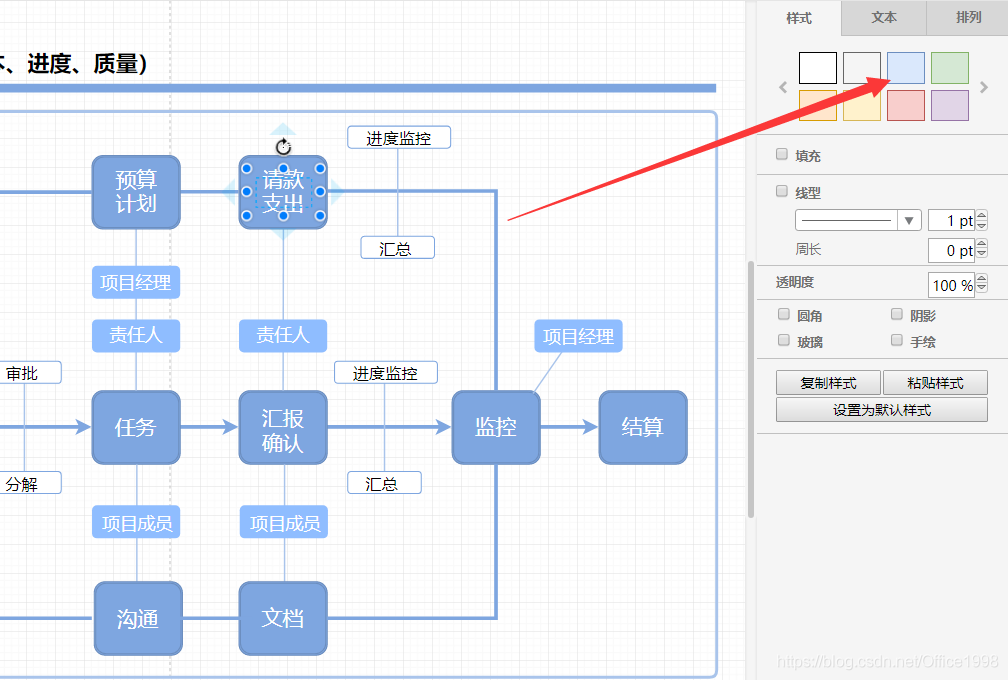 本、进度、质量）
进度监控
预算
计划
请款
支出
汇总
项目经理
责任人
责任人
项目经理
审批
进度监控
任务
汇报
确认
监控
结算
分解
汇总
项目成员
项目成员
沟通
文档
样式
文本
排列
填充
线型
1 pt
周长
0 pt
透明度
100 %
圆角
阴影
玻璃
手绘
复制样式
粘贴样式
设置为默认样式
https://blog.csdn.net/Office1998